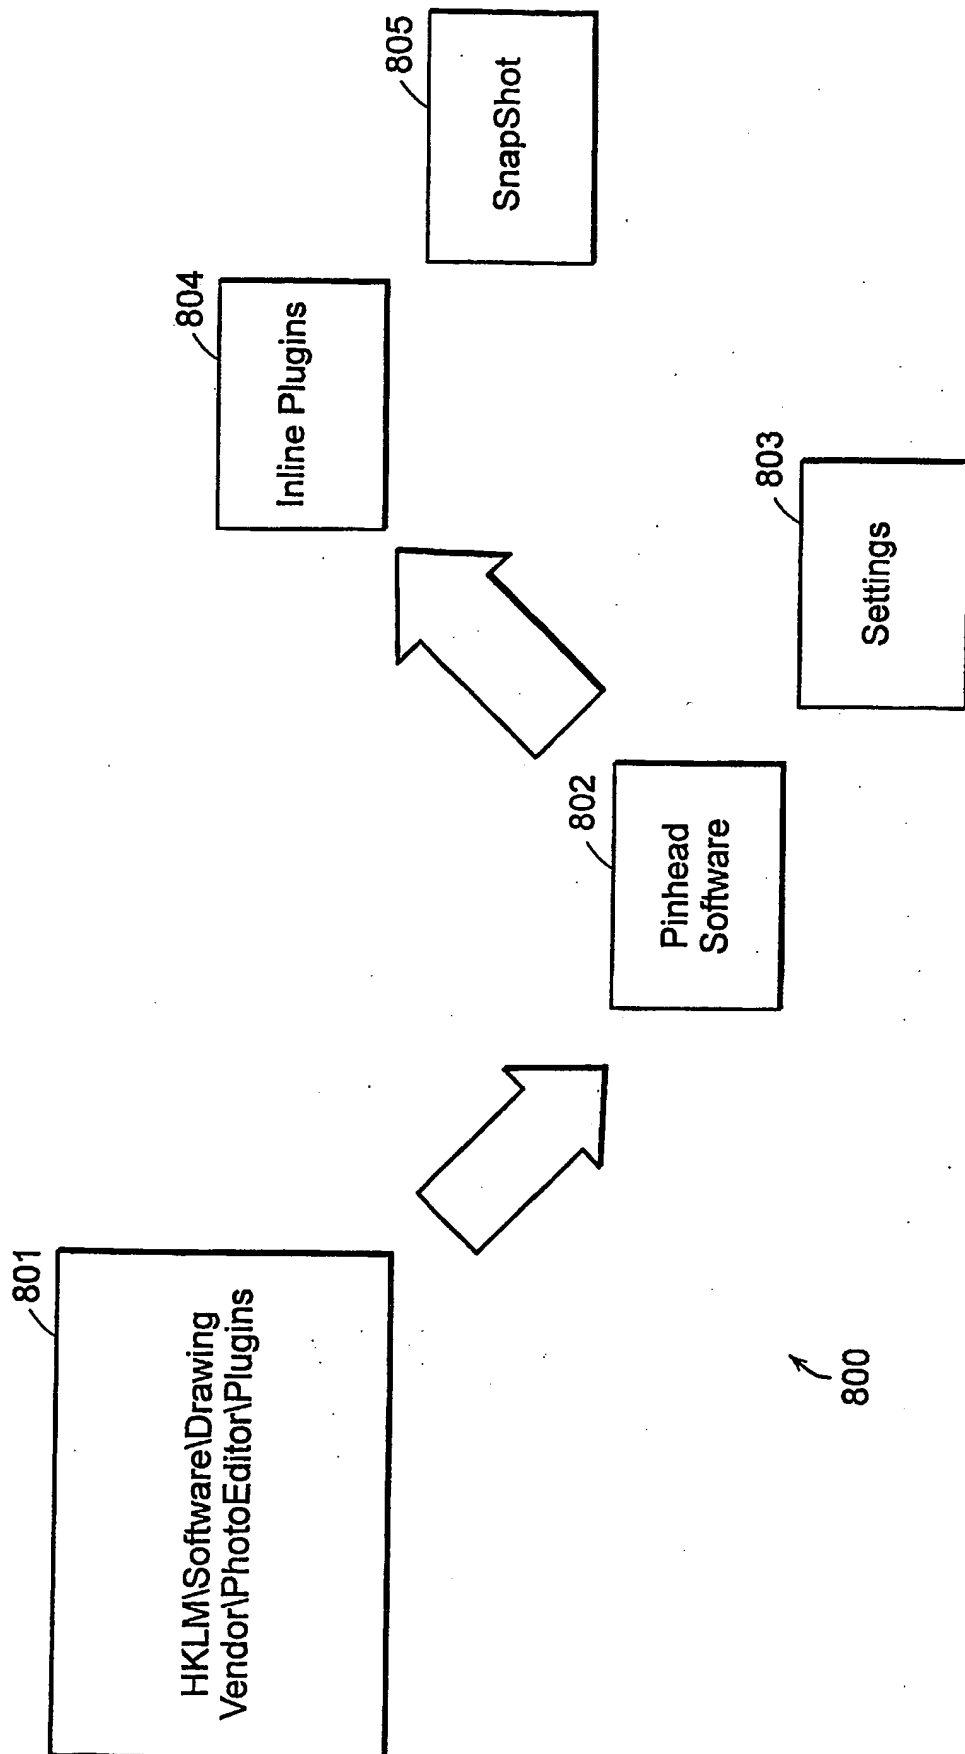 801
HKLM\Software\Drawing
Vendor\PhotoEditor\Plugins
802
Pinhead
Software
803
Settings
804
Inline Plugins
805
SnapShot
800